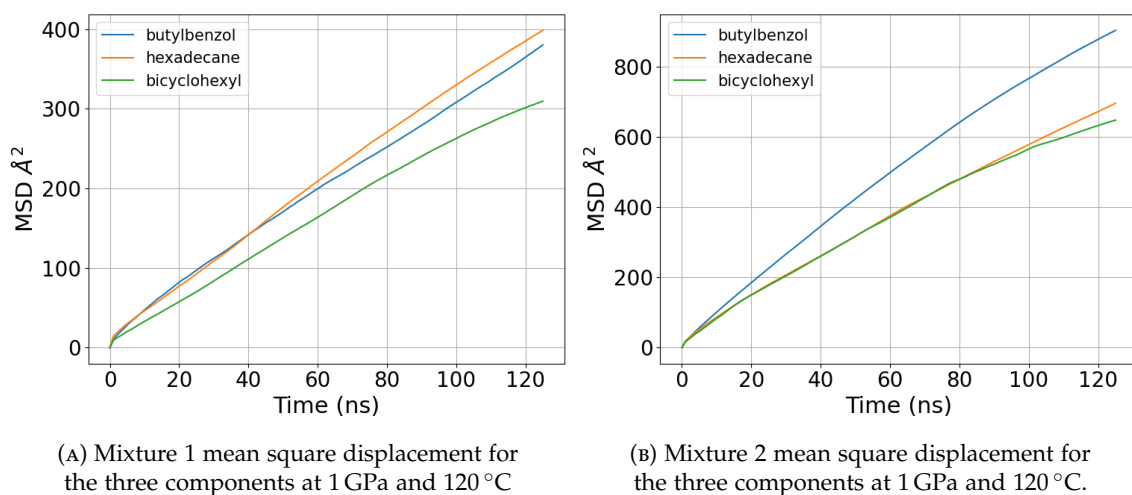 400
300
200
100
0
MSD Å²
butylbenzol
hexadecane
bicyclohexyl
0 20 40 60 80 100 120
Time (ns)
(A) Mixture 1 mean square displacement for
the three components at 1 GPa and 120 °C
800
600
400
200
0
MSD Å²
butylbenzol
hexadecane
bicyclohexyl
0 20 40 60 80 100 120
Time (ns)
(B) Mixture 2 mean square displacement for
the three components at 1 GPa and 120 °C.